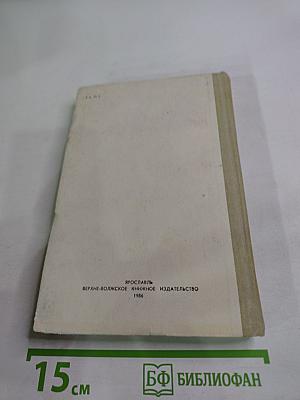 ЯРОСЛАВЛЬ
ВЕРХНЕ-ВОЛЖСКОЕ КНИЖНОЕ ИЗДАТЕЛЬСТВО
1986
15 см
БФ БИБЛИОФАН